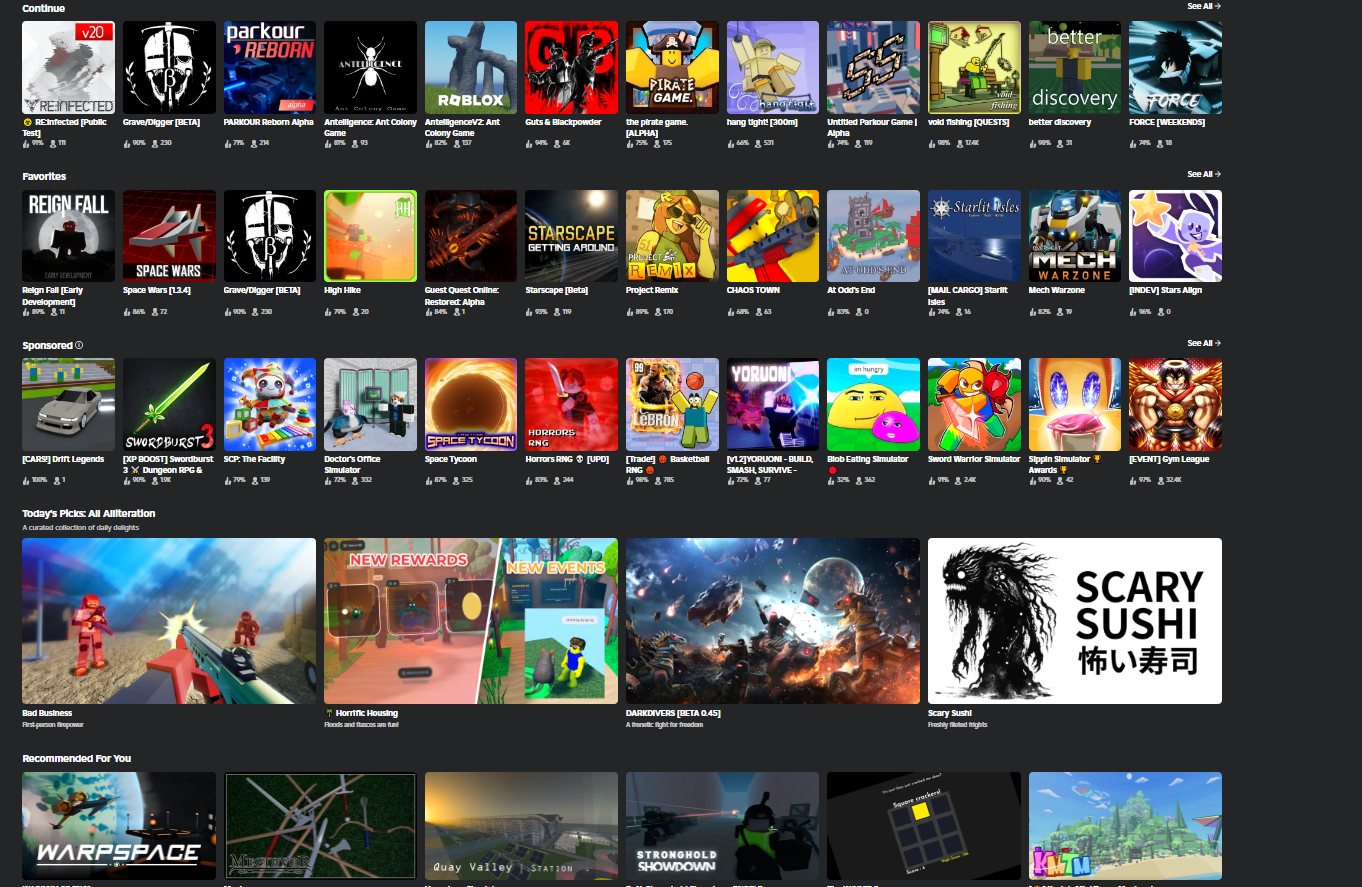 Continue
See All →
v20
RE:INFECTED
β
parkour
REBORN
alpha
ANTELLIGENCE
Ant Colony Game
ROBLOX
PIRATE
GAME.
hang tight!
void
fishing
better
discovery
FORCE
RE:Infected [Public
Test]
Grave/Digger [BETA]
PARKOUR Reborn Alpha
Antelligence: Ant Colony
Game
AntelligenceV2: Ant
Colony Game
Guts & Blackpowder
the pirate game.
[ALPHA]
hang tight! [300m]
Untitled Parkour Game |
Alpha
void fishing [QUESTS]
better discovery
FORCE [WEEKENDS]
91% 111
90% 230
71% 214
81% 93
82% 137
94% 6K
75% 175
66% 531
74% 119
98% 17.4K
98% 31
74% 18
Favorites
See All →
REIGN FALL
EARLY DEVELOPMENT
SPACE WARS
β
STARSCAPE
GETTING AROUND
PROJECT
REMIX
AT ODD'S END
Starlit Isles
MECH
WARZONE
Reign Fall [Early
Development]
Space Wars [1.3.4]
Grave/Digger [BETA]
High Hike
Guest Quest Online:
Restored: Alpha
Starscape [Beta]
Project Remix
CHAOS TOWN
At Odd's End
[MAIL CARGO] Starlit
Isles
Mech Warzone
[INDEV] Stars Align
89% 11
86% 72
90% 230
79% 20
84% 1
93% 119
89% 170
68% 63
83% 0
74% 16
82% 19
96% 0
Sponsored
See All →
SWORDBURST 3
SPACE TYCOON
HORRORS
RNG
99
LEBRON
YORUONI
im hungry
[CARS!] Drift Legends
[XP BOOST] Swordburst
3 ⚔ Dungeon RPG &
SCP: The Facility
Doctor's Office
Simulator
Space Tycoon
Horrors RNG 💀 [UPD]
[Trade!] 🏀 Basketball
RNG 🏀
[v1.2]YORUONI - BUILD,
SMASH, SURVIVE -
Blob Eating Simulator
Sword Warrior Simulator
Sippin Simulator 🏆
Awards 🏆
[EVENT] Gym League
100% 1
90% 1.9K
79% 139
72% 332
87% 325
83% 244
98% 785
72% 77
32% 362
91% 2.4K
90% 42
97% 32.4K
Today's Picks: All Alliteration
A curated collection of daily delights
NEW REWARDS
NEW EVENTS
SCARY
SUSHI
怖い寿司
Bad Business
First-person firepower
Horrific Housing
Floods and fiascos are fun!
DARKDIVERS [BETA 0.45]
A frenetic fight for freedom
Scary Sushi
Freshly filleted frights
Recommended For You
WARPSPACE
Quay Valley | STATION
STRONGHOLD
SHOWDOWN
Square crackers!
KMTM